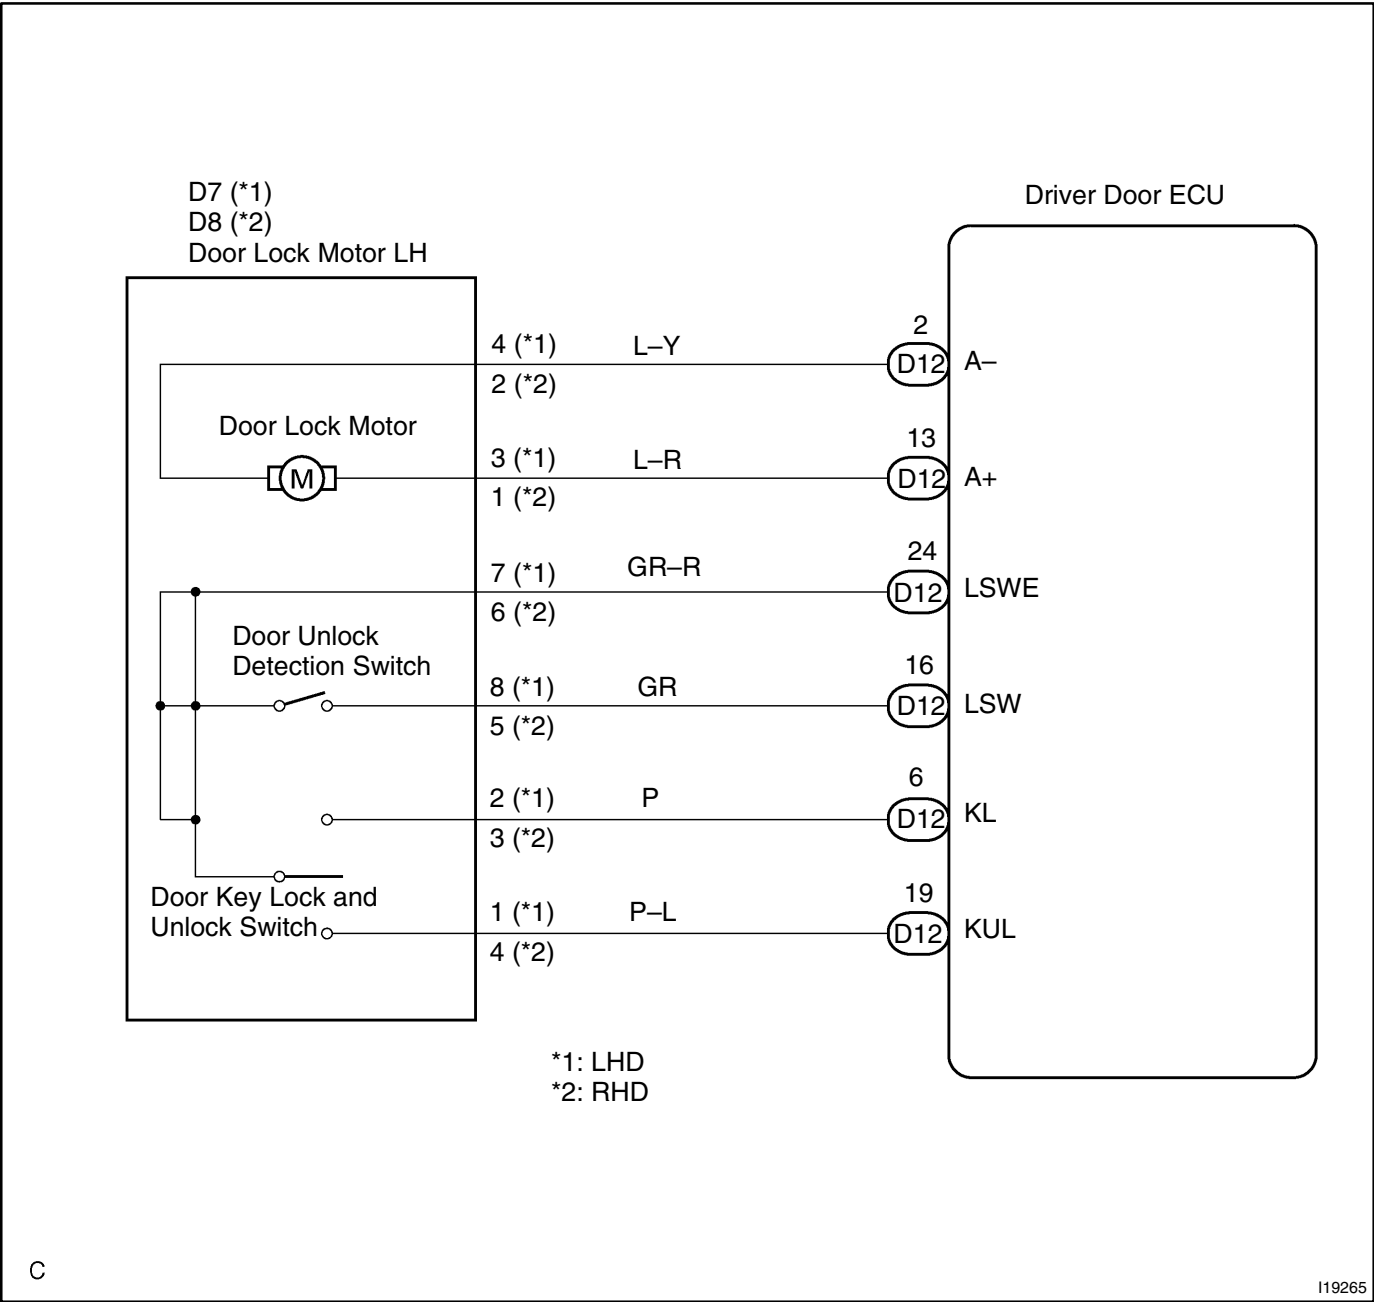 D7 (*1)
D8 (*2)
Door Lock Motor LH
Driver Door ECU
4 (*1)
L–Y
2
D12
A–
2 (*2)
Door Lock Motor
M
3 (*1)
L–R
13
D12
A+
1 (*2)
7 (*1)
GR–R
24
D12
LSWE
6 (*2)
Door Unlock
Detection Switch
8 (*1)
GR
16
D12
LSW
5 (*2)
2 (*1)
P
6
D12
KL
3 (*2)
Door Key Lock and
Unlock Switch
1 (*1)
P–L
19
D12
KUL
4 (*2)
*1: LHD
*2: RHD
C
I19265